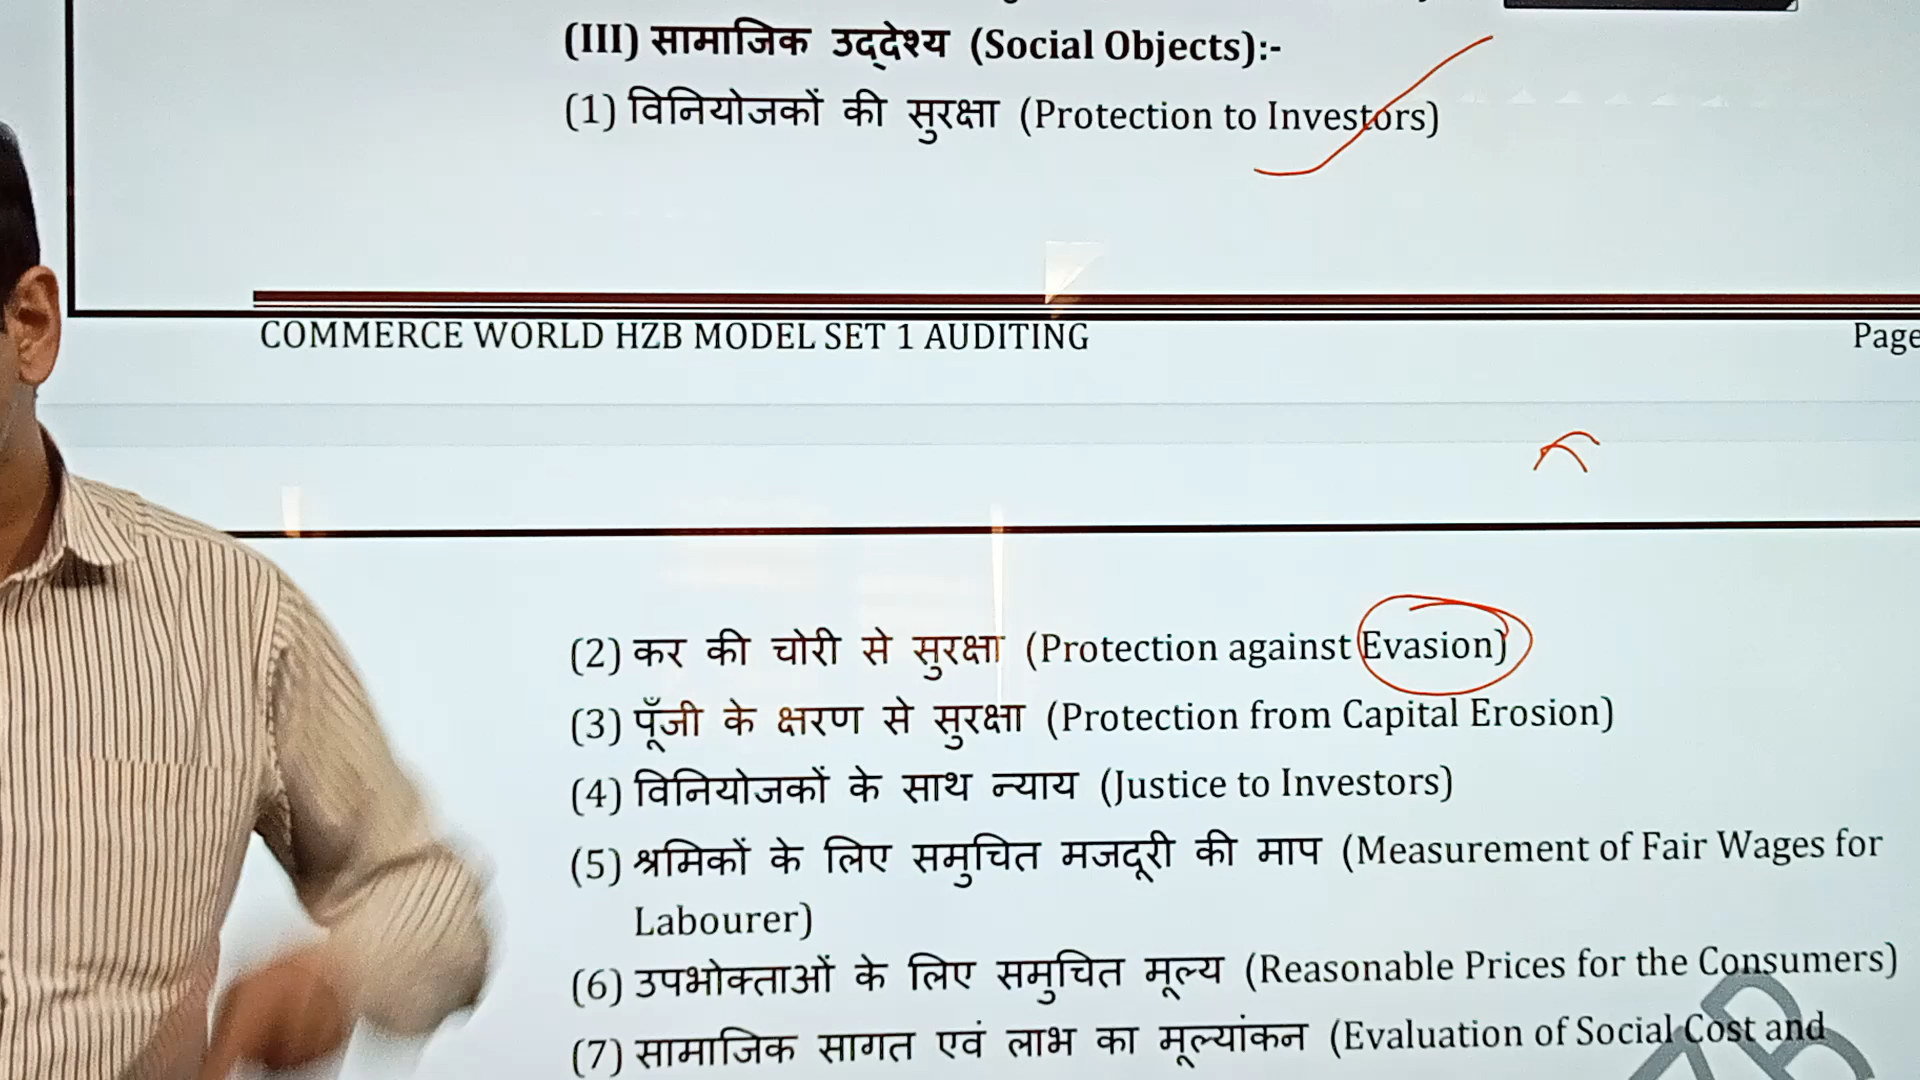 (III) सामाजिक उद्देश्य (Social Objects):-
(1) विनियोजकों की सुरक्षा (Protection to Investors)
COMMERCE WORLD HZB MODEL SET 1 AUDITING Page
(2) कर की चोरी से सुरक्षा (Protection against Evasion)
(3) पूँजी के क्षरण से सुरक्षा (Protection from Capital Erosion)
(4) विनियोजकों के साथ न्याय (Justice to Investors)
(5) श्रमिकों के लिए समुचित मजदूरी की माप (Measurement of Fair Wages for
Labourer)
(6) उपभोक्ताओं के लिए समुचित मूल्य (Reasonable Prices for the Consumers)
(7) सामाजिक सागत एवं लाभ का मूल्यांकन (Evaluation of Social Cost and